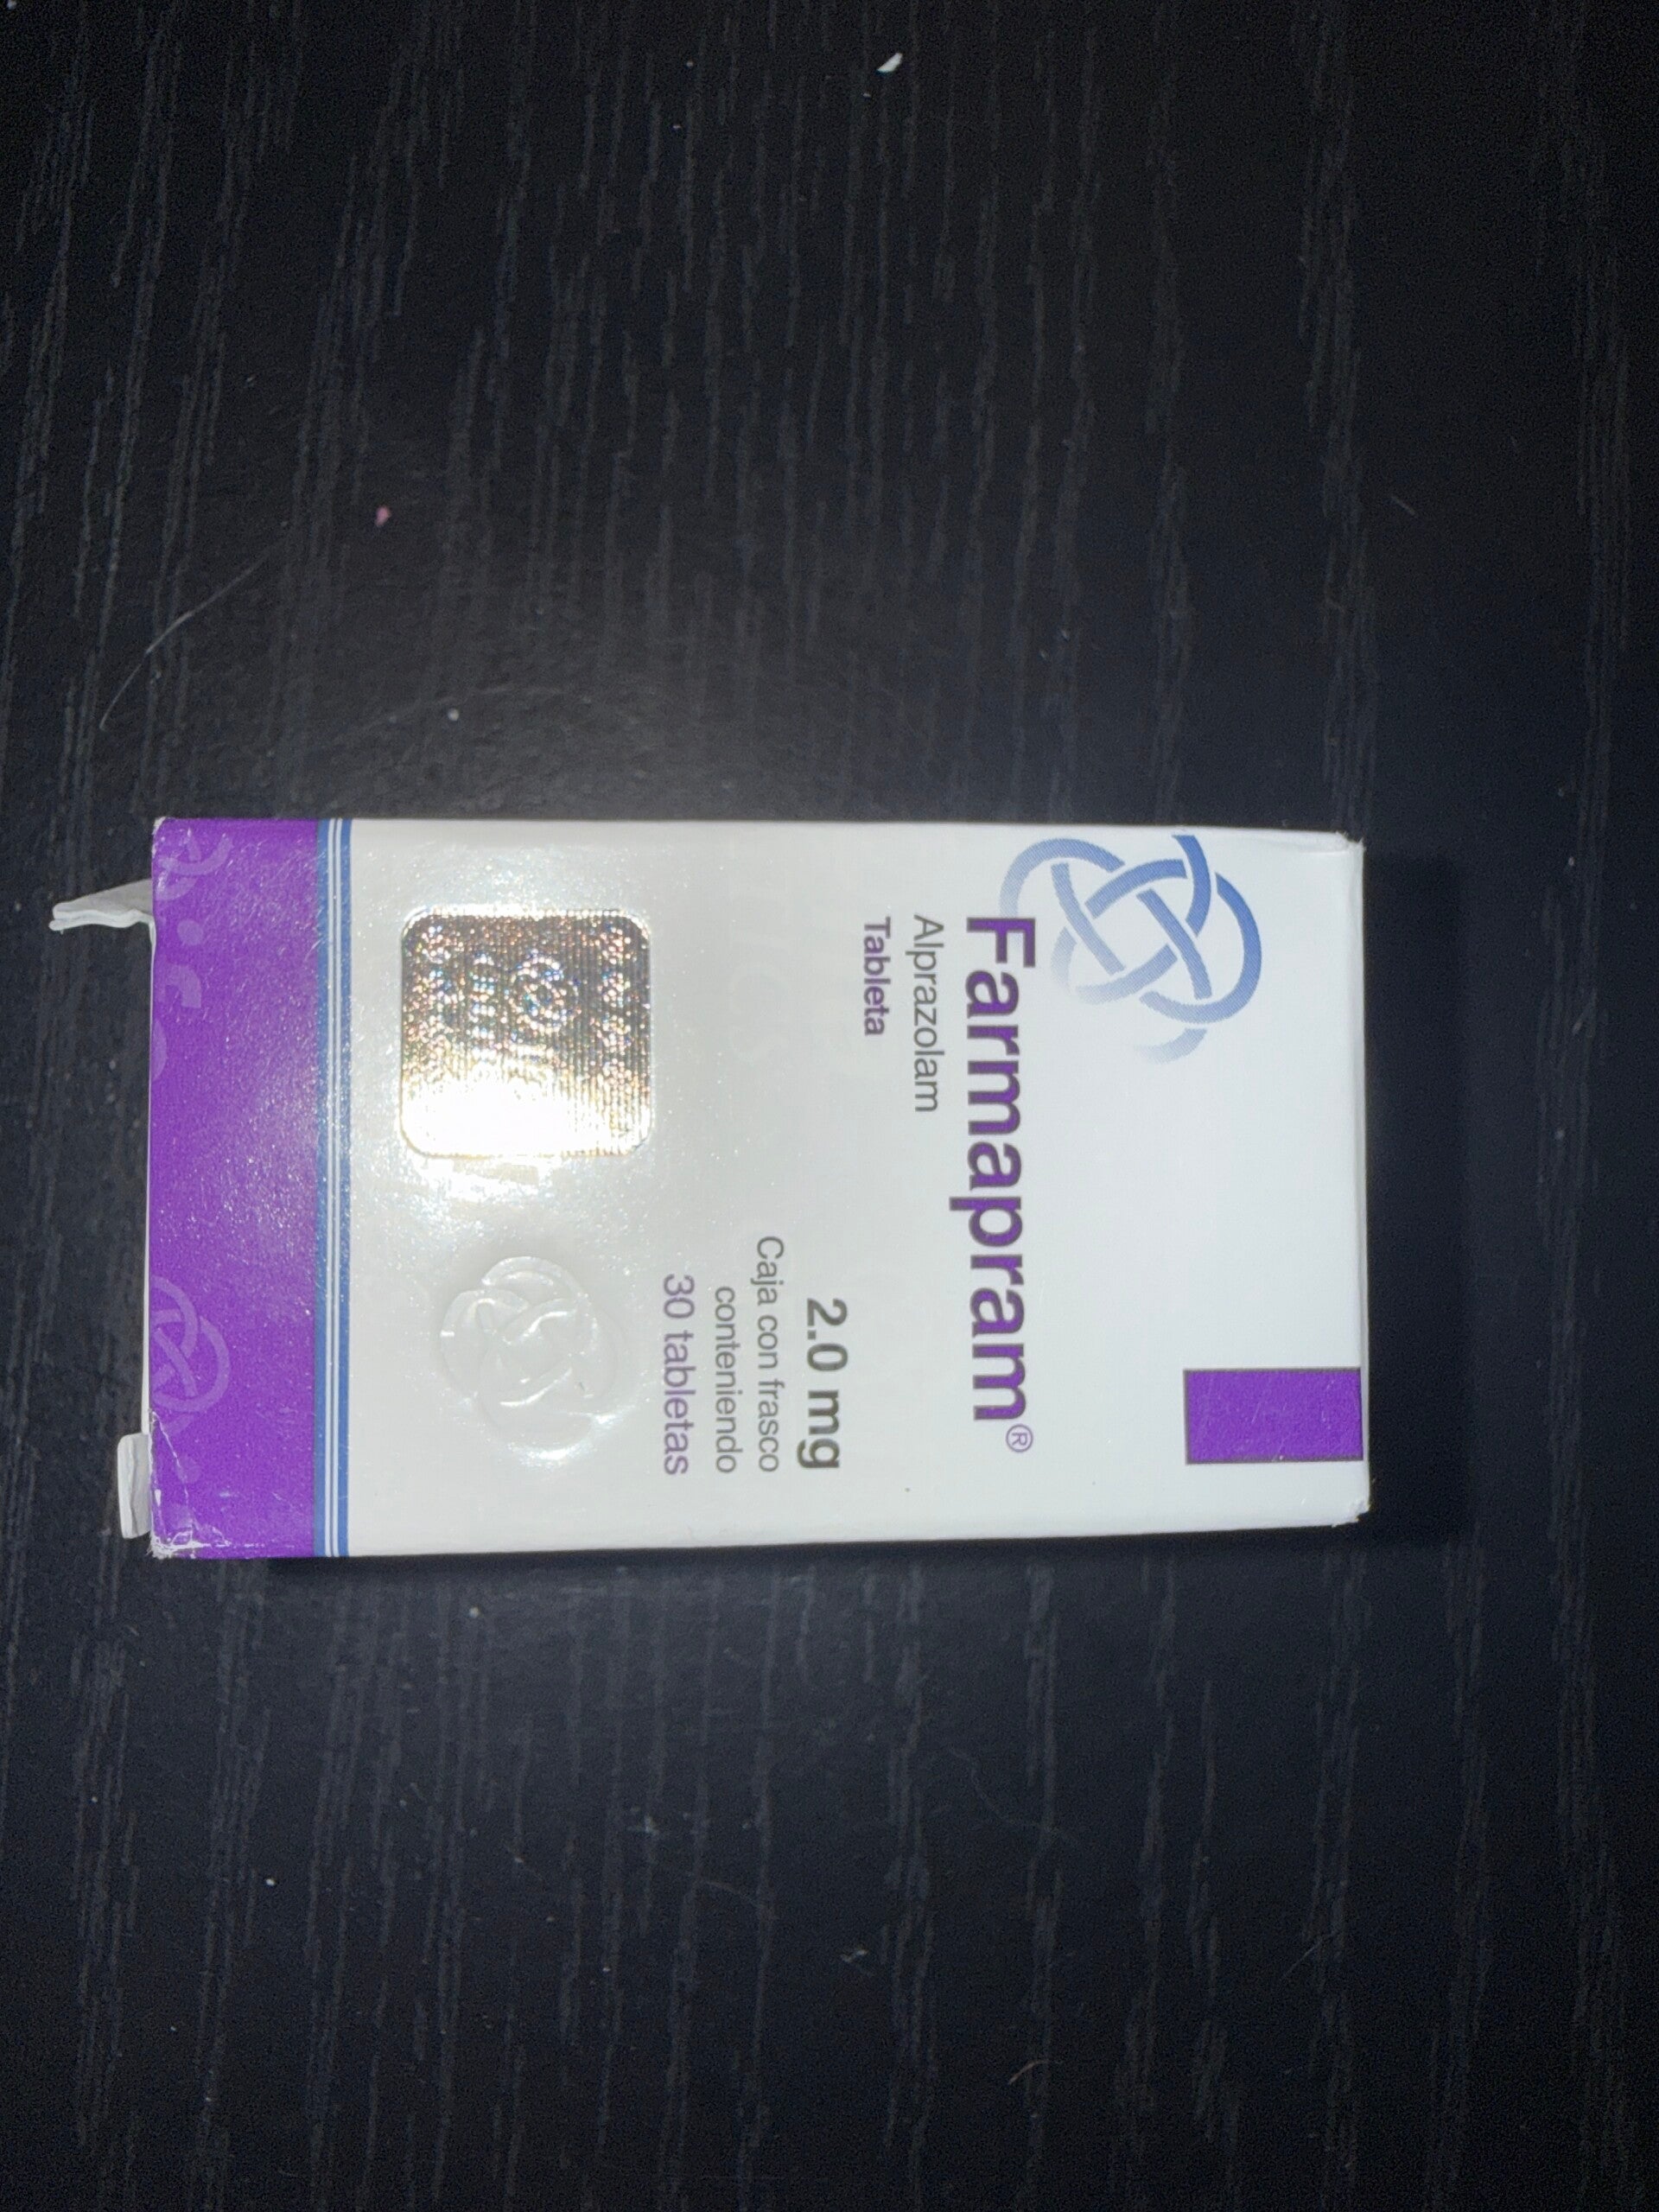 Farmapram®
Alprazolam
Tableta
2.0 mg
Caja con frasco
conteniendo
30 tabletas